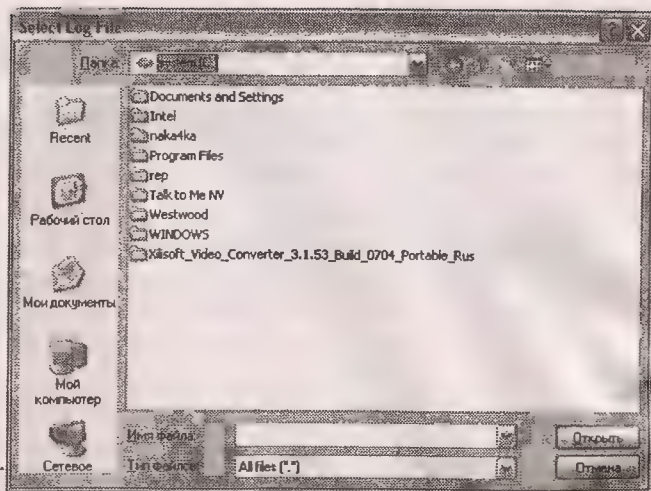 Select Log File
Папка:
Documents and Settings
Intel
naka4ka
Program Files
rep
Talk to Me NV
Westwood
WINDOWS
Xilisoft_Video_Converter_3.1.53_Build_0704_Portable_Rus
Recent
Рабочий стол
Мои документы
Мой
компьютер
Сетевое
Имя файла:
Открыть
Тип файлов:
All files (*.*)
Отмена